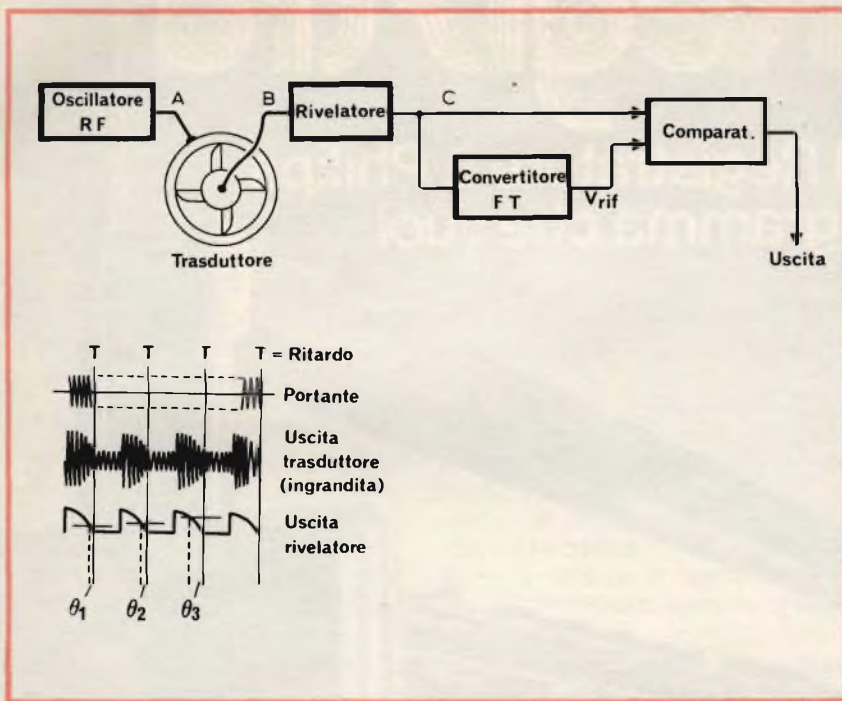 Oscillatore
RF
A
B
Rivelatore
C
Comparat.
Convertitore
FT
Vrif
Trasduttore
Uscita
T T T T = Ritardo
Portante
Uscita
trasduttore
(ingrandita)
Uscita
rivelatore
θ1 θ2 θ3